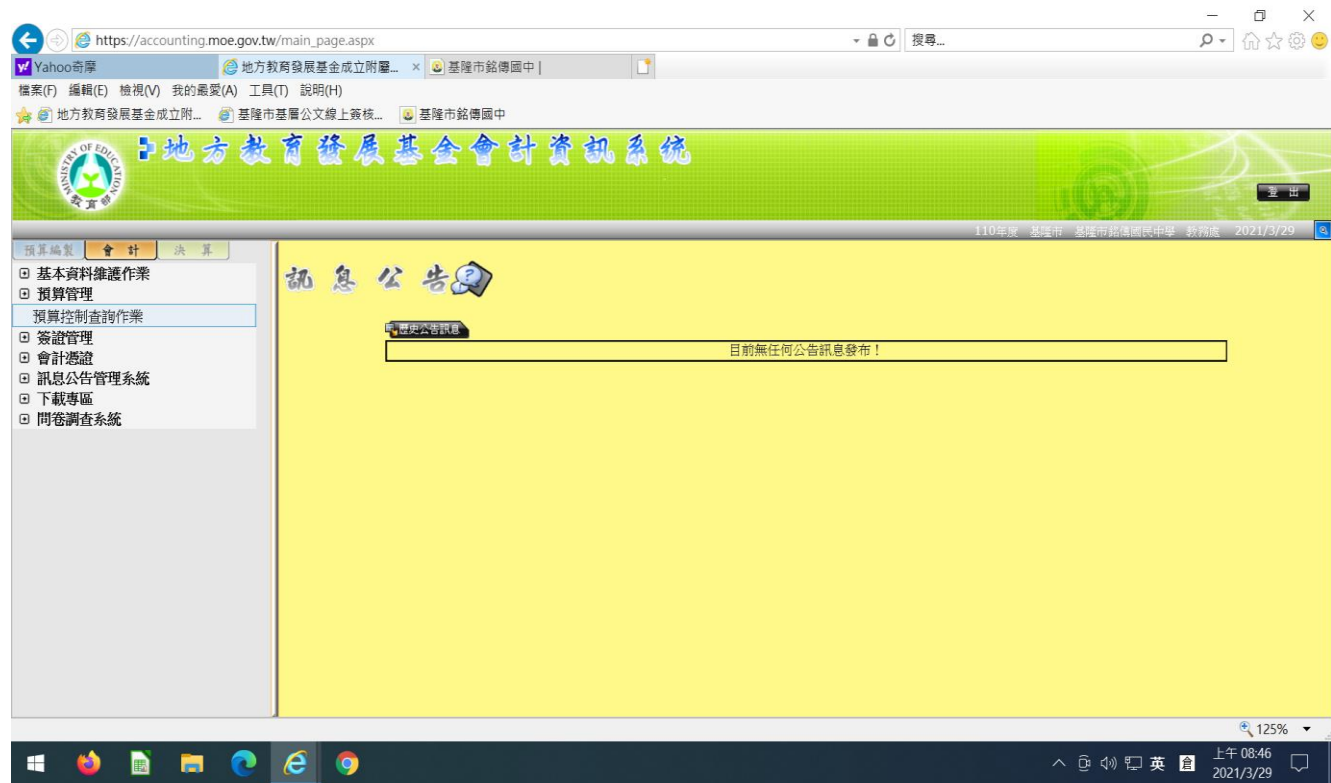 https://accounting.moe.gov.tw/main_page.aspx
搜尋...
Yahoo奇摩
地方教育發展基金成立附屬...
基隆市銘傳國中 |
檔案(F) 編輯(E) 檢視(V) 我的最愛(A) 工具(T) 說明(H)
地方教育發展基金成立附...
基隆市基層公文線上簽核...
基隆市銘傳國中
MINISTRY OF EDUCATION
教育部
地方教育發展基金會計資訊系統
登 出
110年度 基隆市 基隆市銘傳國民中學 教務處 2021/3/29
預算編製 會 計 決 算
基本資料維護作業
預算管理
預算控制查詢作業
簽證管理
會計憑證
訊息公告管理系統
下載專區
問卷調查系統
訊息公告
歷史公告訊息
目前無任何公告訊息發布！
125%
英
倉
上午 08:46
2021/3/29